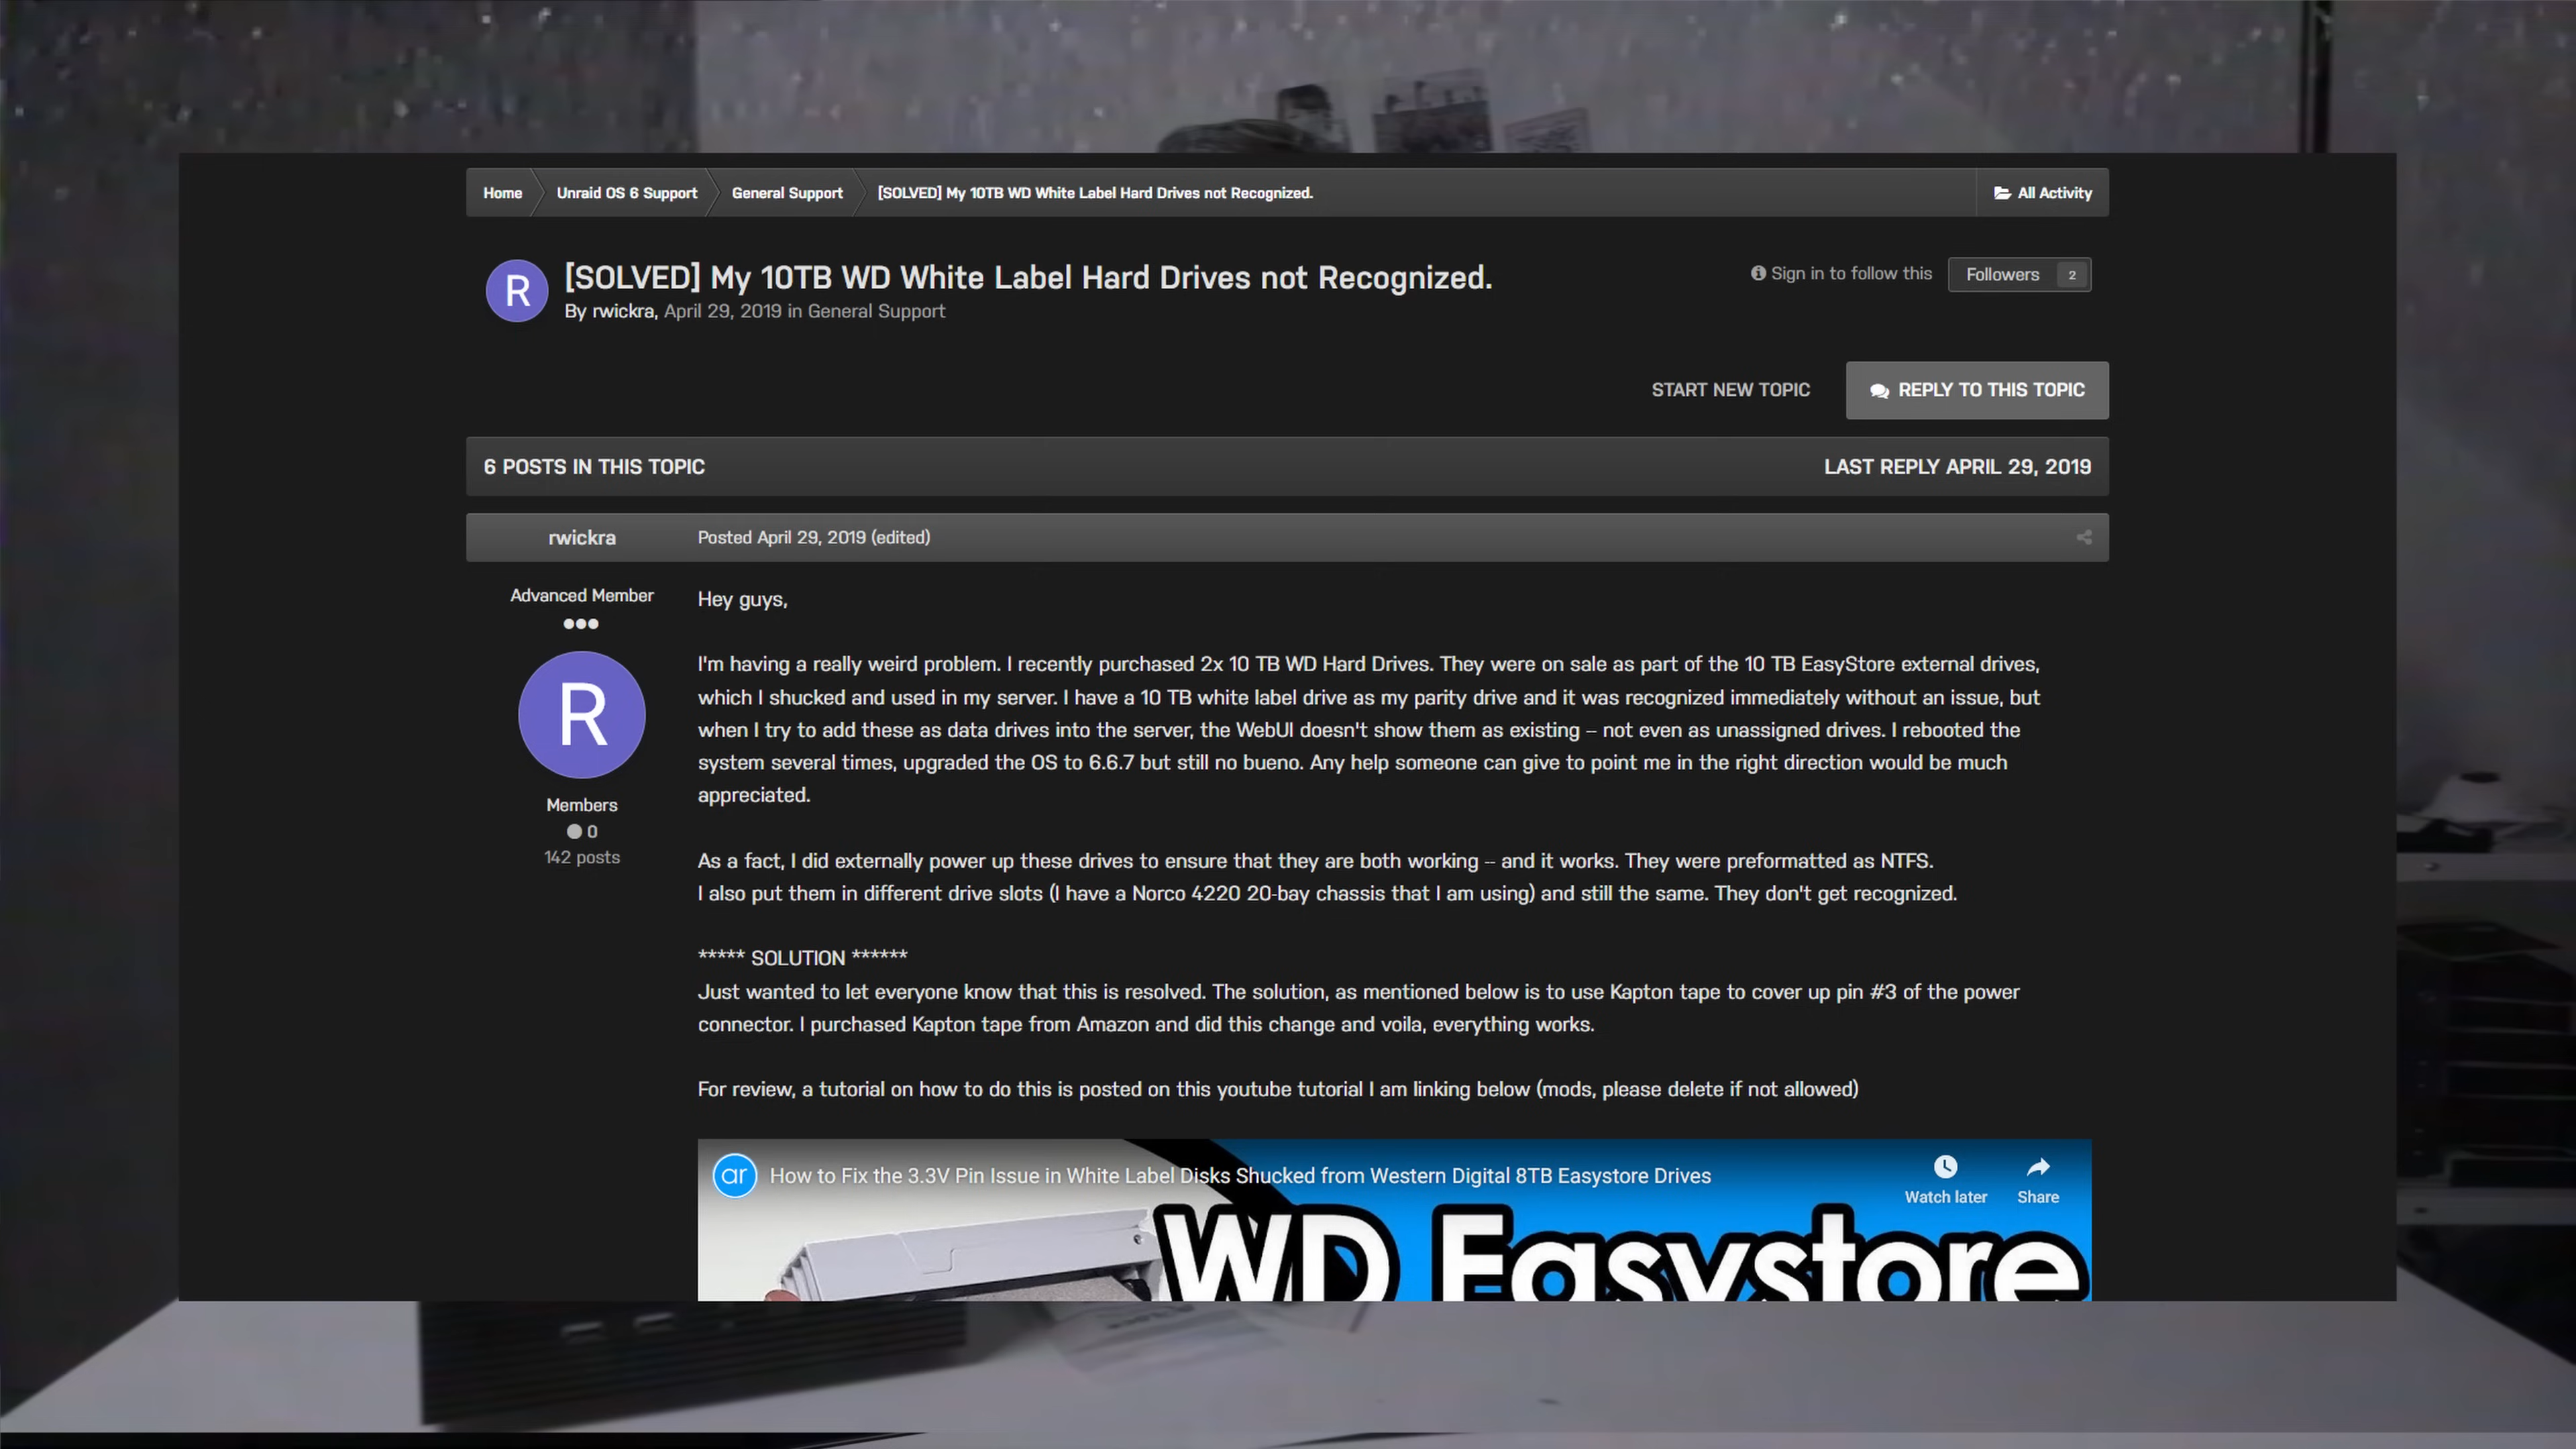 Home
Unraid OS 6 Support
General Support
[SOLVED] My 10TB WD White Label Hard Drives not Recognized.
All Activity
R
[SOLVED] My 10TB WD White Label Hard Drives not Recognized.
By rwickra, April 29, 2019 in General Support
Sign in to follow this
Followers 2
START NEW TOPIC
REPLY TO THIS TOPIC
6 POSTS IN THIS TOPIC
LAST REPLY APRIL 29, 2019
rwickra
Posted April 29, 2019 (edited)
Advanced Member
R
Members
0
142 posts
Hey guys,
I'm having a really weird problem. I recently purchased 2x 10 TB WD Hard Drives. They were on sale as part of the 10 TB EasyStore external drives,
which I shucked and used in my server. I have a 10 TB white label drive as my parity drive and it was recognized immediately without an issue, but
when I try to add these as data drives into the server, the WebUI doesn't show them as existing -- not even as unassigned drives. I rebooted the
system several times, upgraded the OS to 6.6.7 but still no bueno. Any help someone can give to point me in the right direction would be much
appreciated.
As a fact, I did externally power up these drives to ensure that they are both working -- and it works. They were preformatted as NTFS.
I also put them in different drive slots (I have a Norco 4220 20-bay chassis that I am using) and still the same. They don't get recognized.
***** SOLUTION ******
Just wanted to let everyone know that this is resolved. The solution, as mentioned below is to use Kapton tape to cover up pin #3 of the power
connector. I purchased Kapton tape from Amazon and did this change and voila, everything works.
For review, a tutorial on how to do this is posted on this youtube tutorial I am linking below (mods, please delete if not allowed)
ar
How to Fix the 3.3V Pin Issue in White Label Disks Shucked from Western Digital 8TB Easystore Drives
Watch later
Share
WD Easystore